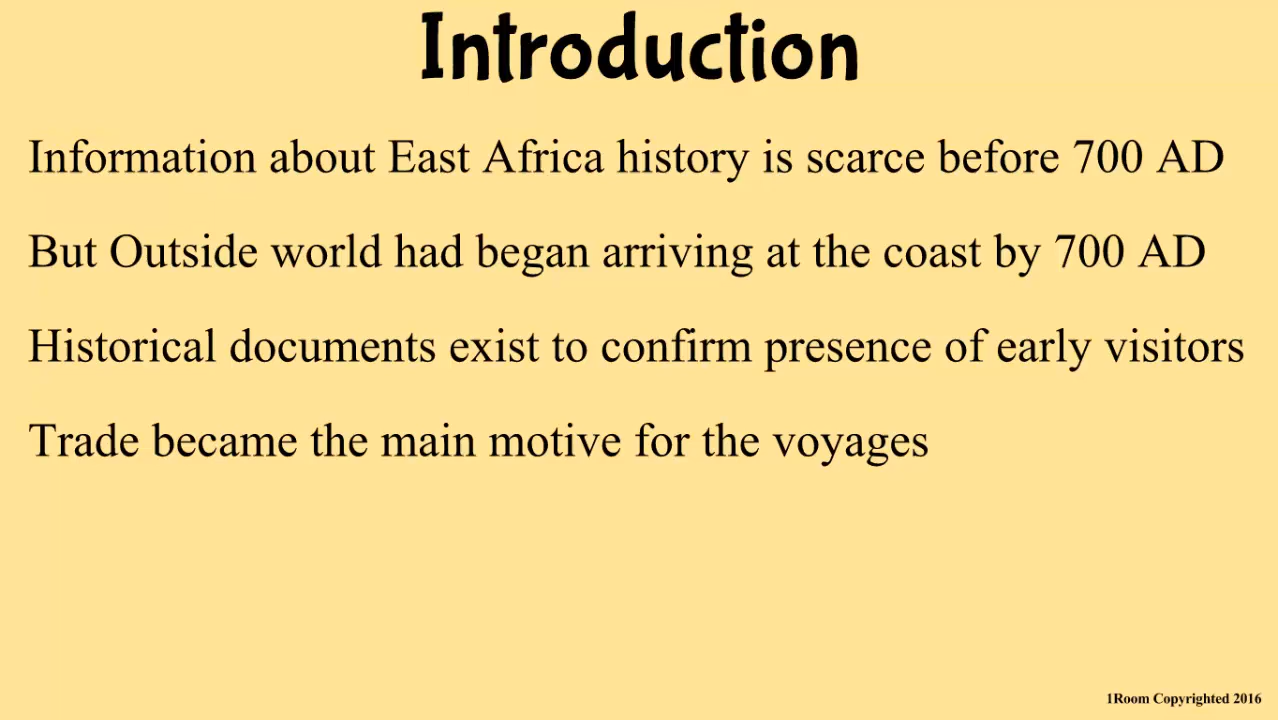 Introduction
Information about East Africa history is scarce before 700 AD
But Outside world had began arriving at the coast by 700 AD
Historical documents exist to confirm presence of early visitors
Trade became the main motive for the voyages
1Room Copyrighted 2016